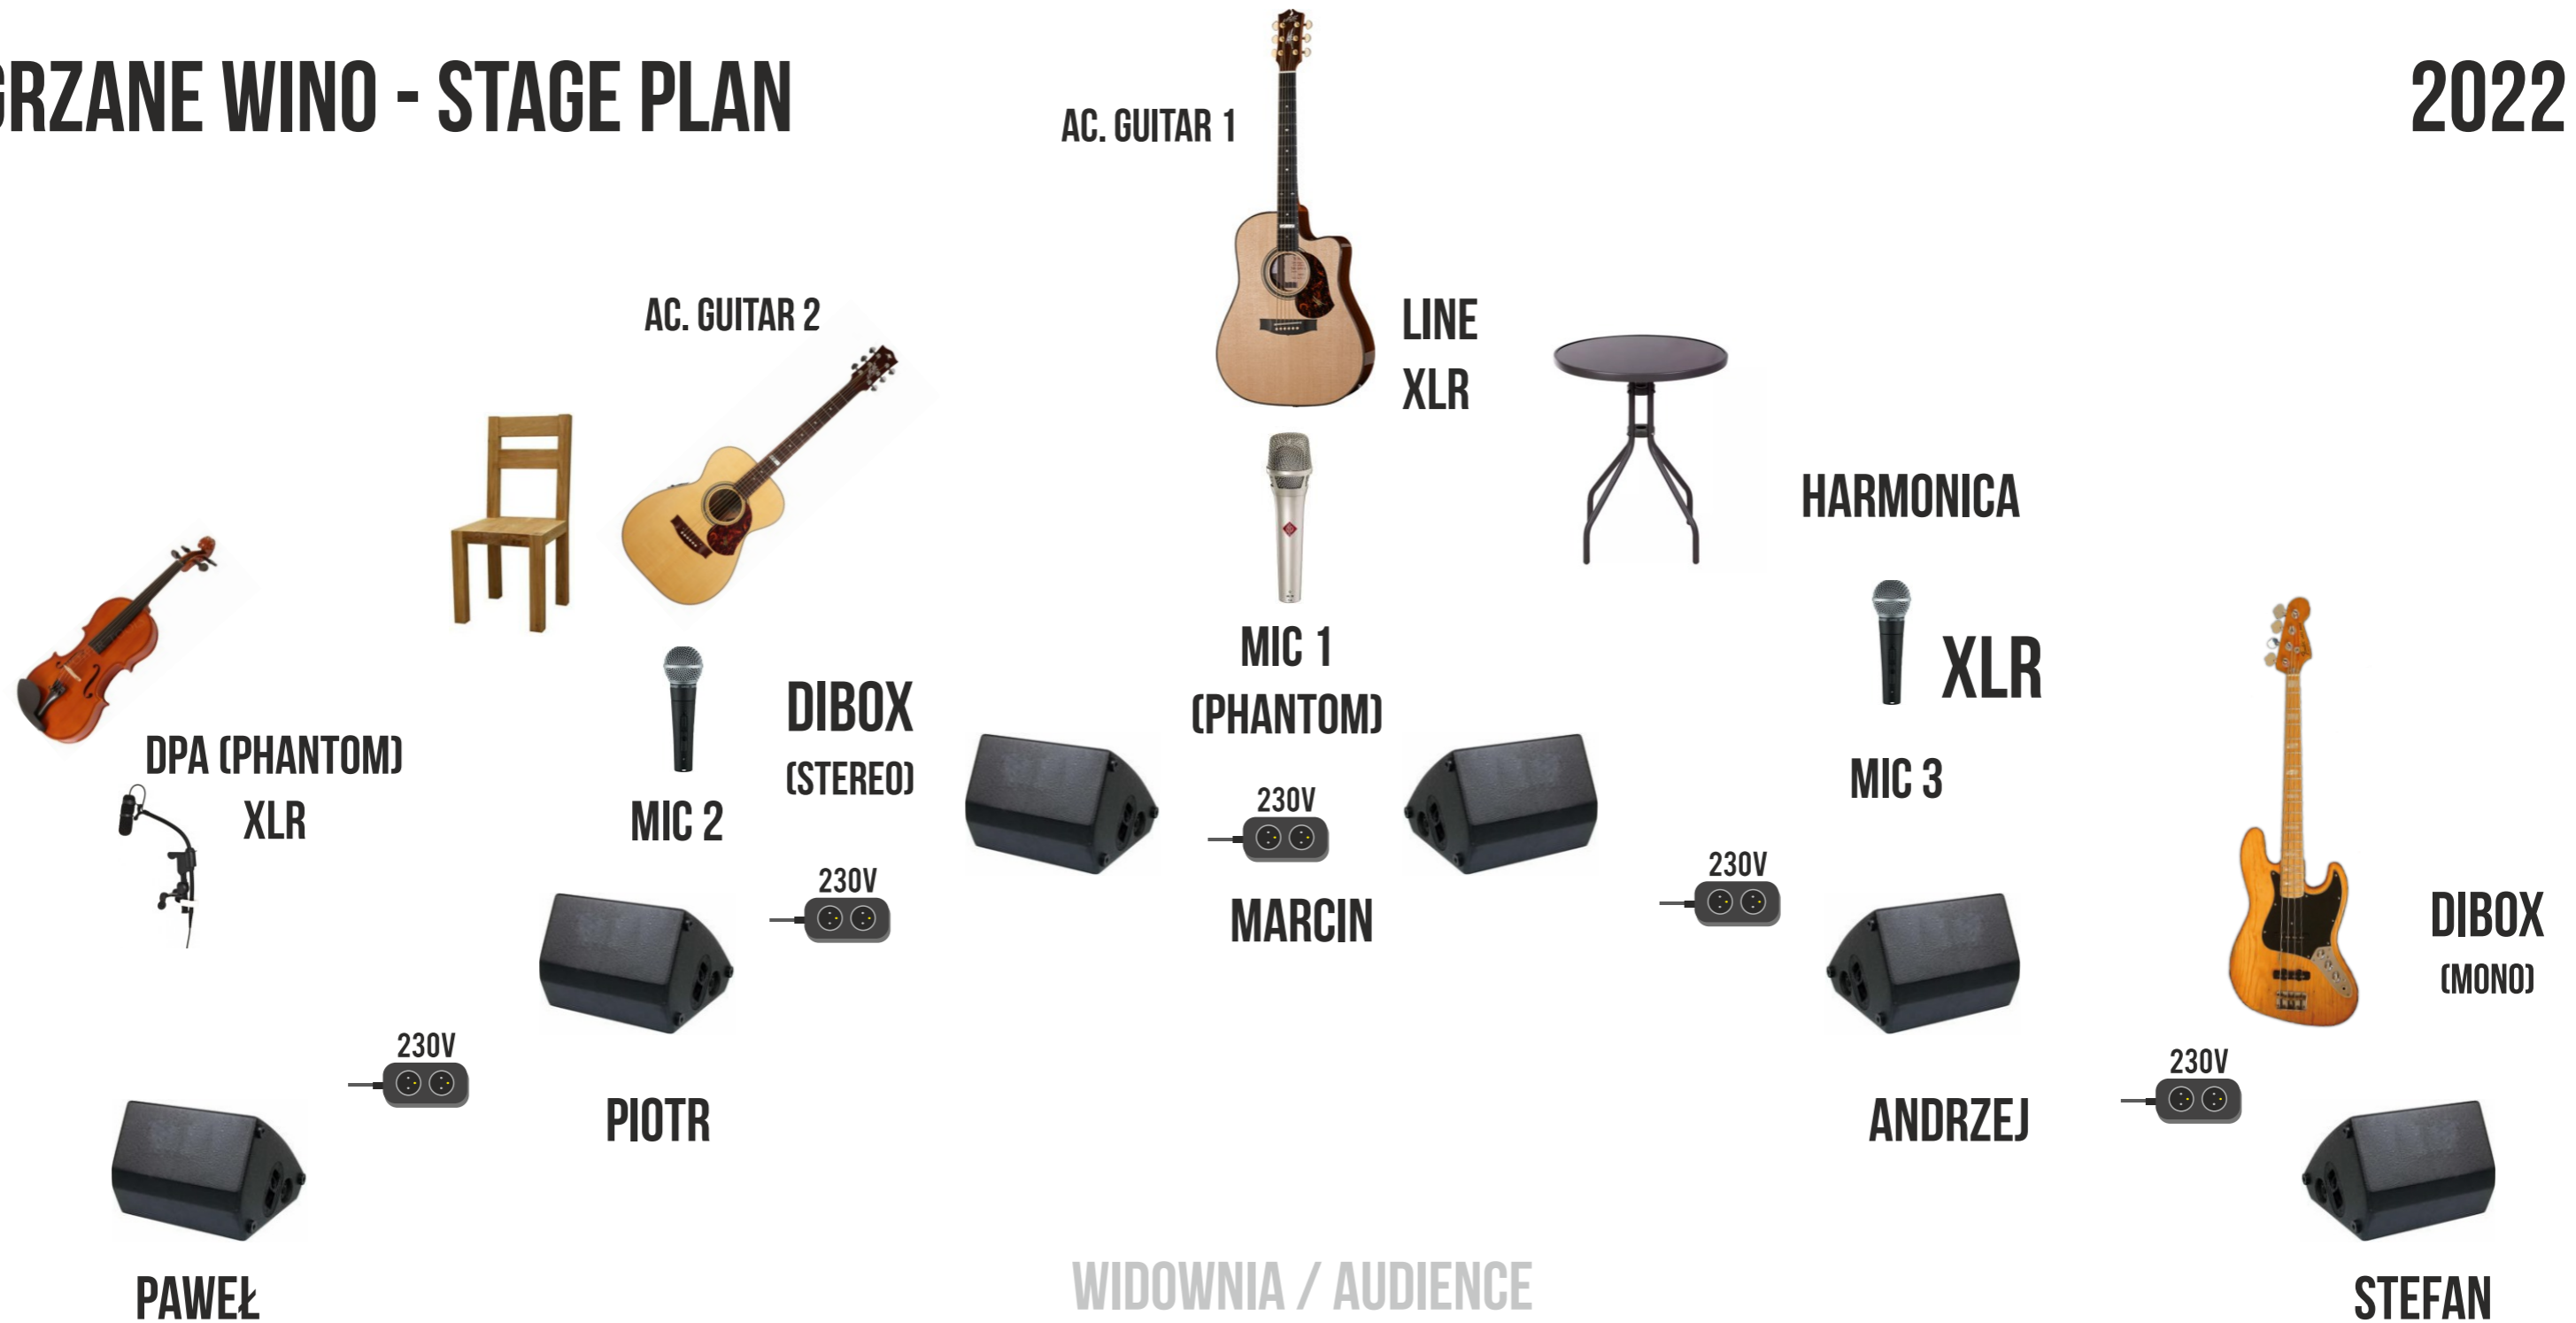 GRZANE WINO - STAGE PLAN
2022
AC. GUITAR 1
AC. GUITAR 2
LINE
XLR
HARMONICA
MIC 1
(PHANTOM)
XLR
DIBOX
(STEREO)
DPA (PHANTOM)
XLR
MIC 2
MIC 3
230V
230V
230V
MARCIN
DIBOX
(MONO)
230V
230V
PIOTR
ANDRZEJ
WIDOWNIA / AUDIENCE
PAWEŁ
STEFAN